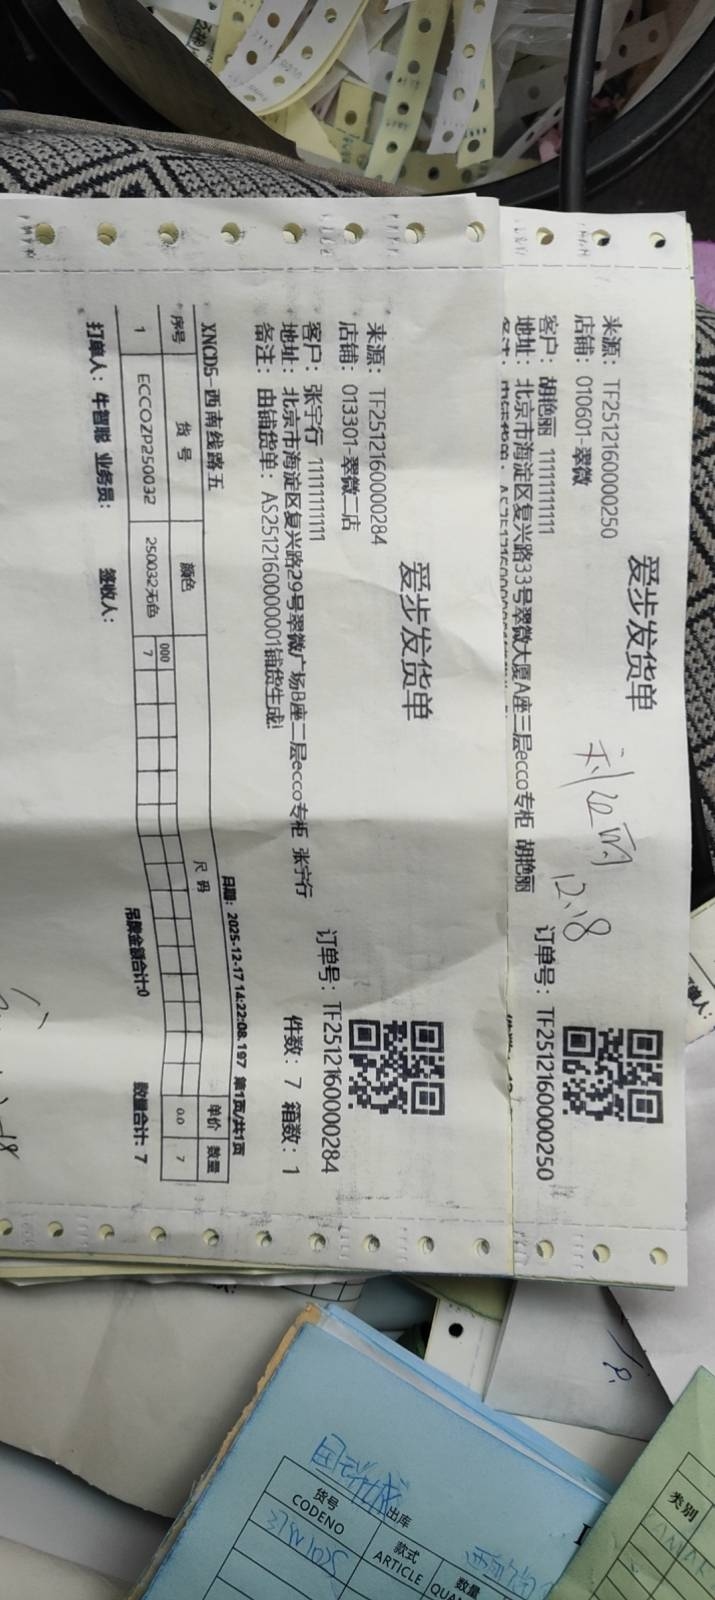 爱步发货单
来源：TF2512160000250
订单号：TF2512160000250
店铺：010601-翠微
客户：胡艳丽 11111111111
地址：北京市海淀区复兴路33号翠微大厦A座三层ecco专柜 胡艳丽
12.18
爱步发货单
来源：TF2512160000284
订单号：TF2512160000284
店铺：013301-翠微二店
客户：张宇行 11111111111
件数：7 箱数：1
地址：北京市海淀区复兴路29号翠微广场B座二层ecco专柜 张宇行
备注：由铺货单：AS2512160000001铺货生成!
XNCD5-西南线路五
日期：2025-12-17 14:22:08.197 第1页/共1页
序号 货号 颜色 尺码 单价 数量
000
1 ECCOZP250032 250032无色 7 0.0 7
打单人：牛智聪 业务员： 签收人： 吊牌金额合计:0 数量合计: 7
出库
货号 款式 数量
CODENO ARTICLE QUAN
类别